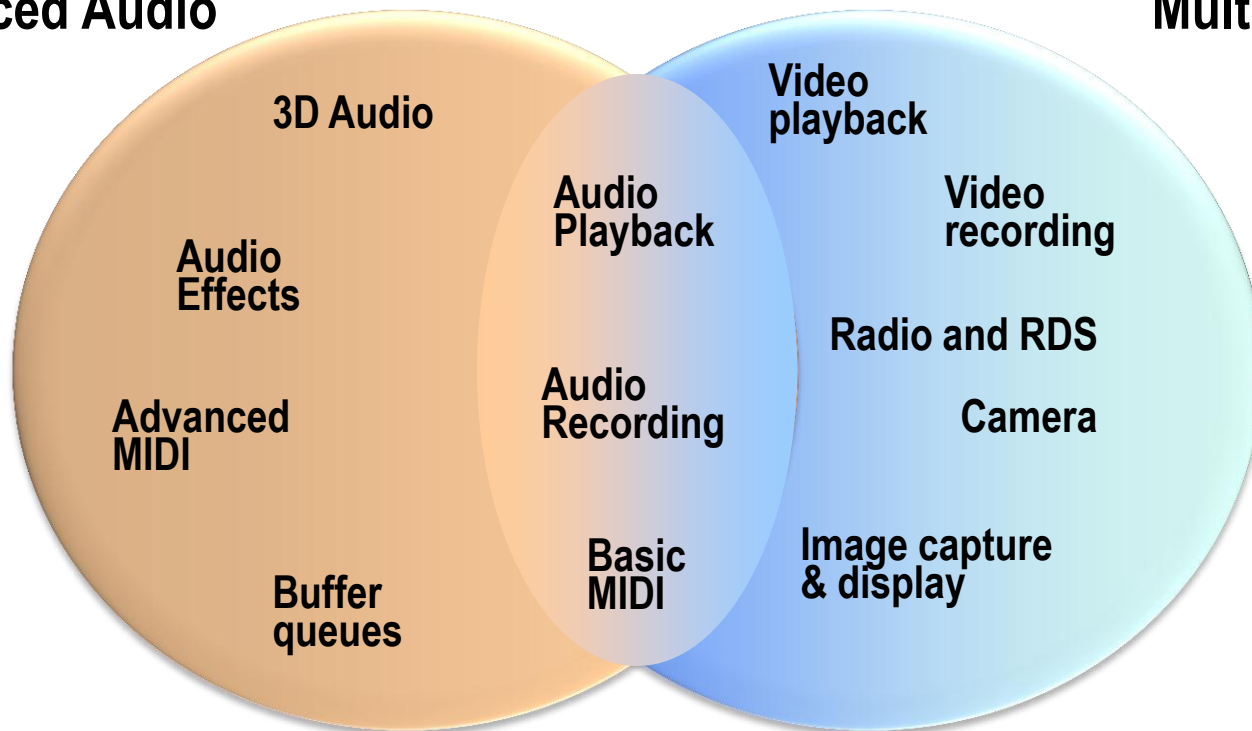 ced Audio
Mult
3D Audio
Audio
Effects
Advanced
MIDI
Buffer
queues
Audio
Playback
Audio
Recording
Basic
MIDI
Video
playback
Video
recording
Radio and RDS
Camera
Image capture
& display